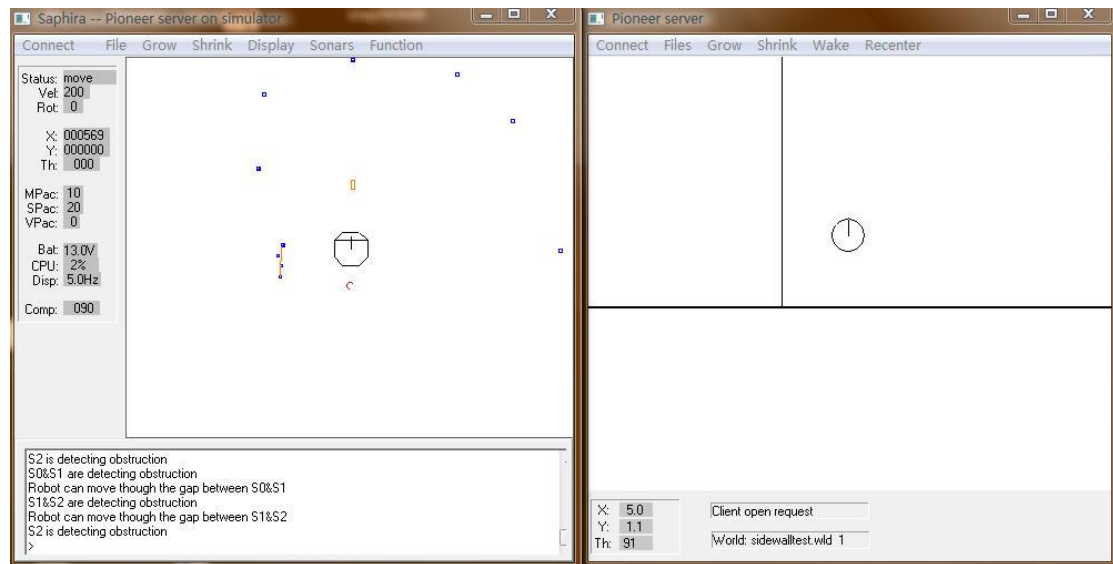 Saphira -- Pioneer server on simulator
Connect File Grow Shrink Display Sonars Function
Status: move
Vel: 200
Rot: 0
X: 000569
Y: 000000
Th: 000
MPac: 10
SPac: 20
VPac: 0
Bat: 13.0V
CPU: 2%
Disp: 5.0Hz
Comp: 090
S2 is detecting obstruction
S0&S1 are detecting obstruction
Robot can move though the gap between S0&S1
S1&S2 are detecting obstruction
Robot can move though the gap between S1&S2
S2 is detecting obstruction
>
Pioneer server
Connect Files Grow Shrink Wake Recenter
X: 5.0
Y: 1.1
Th: 91
Client open request
World: sidewalltest.wld 1